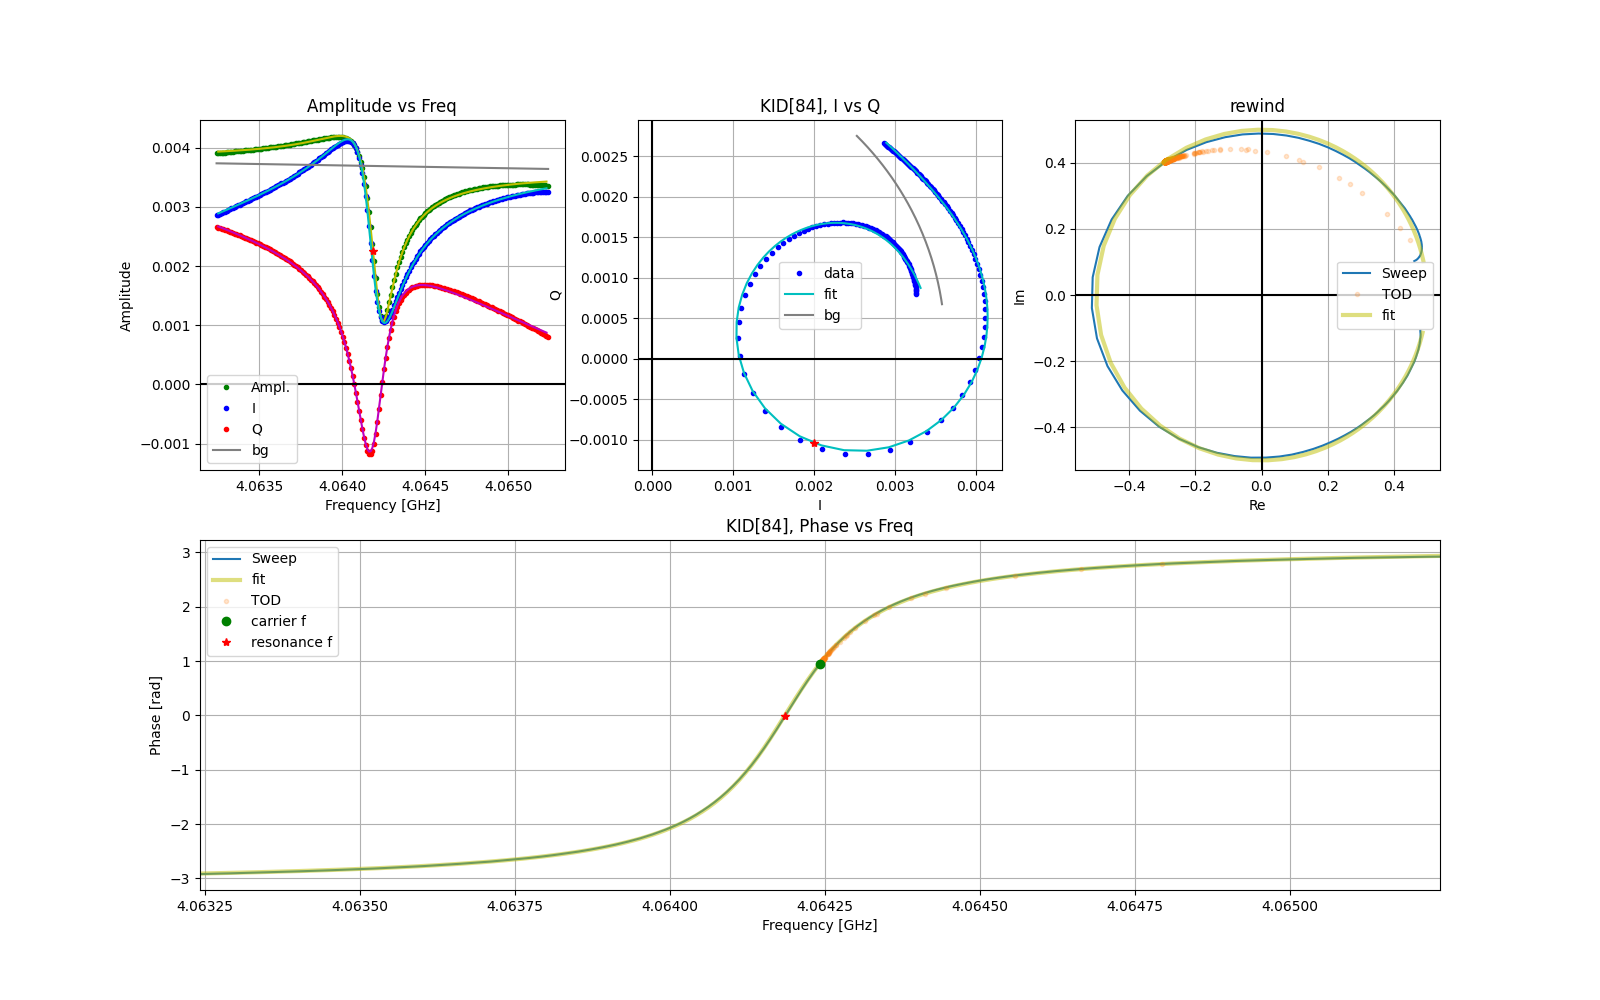 Amplitude vs Freq
Amplitude
0.004
0.003
0.002
0.001
0.000
−0.001
Ampl.
I
Q
bg
4.0635 4.0640 4.0645 4.0650
Frequency [GHz]
KID[84], I vs Q
Q
0.0025
0.0020
0.0015
0.0010
0.0005
0.0000
−0.0005
−0.0010
data
fit
bg
0.000 0.001 0.002 0.003 0.004
I
rewind
Im
0.4
0.2
0.0
−0.2
−0.4
Sweep
TOD
fit
−0.4 −0.2 0.0 0.2 0.4
Re
KID[84], Phase vs Freq
Phase [rad]
3
2
1
0
−1
−2
−3
Sweep
fit
TOD
carrier f
resonance f
4.06325 4.06350 4.06375 4.06400 4.06425 4.06450 4.06475 4.06500
Frequency [GHz]